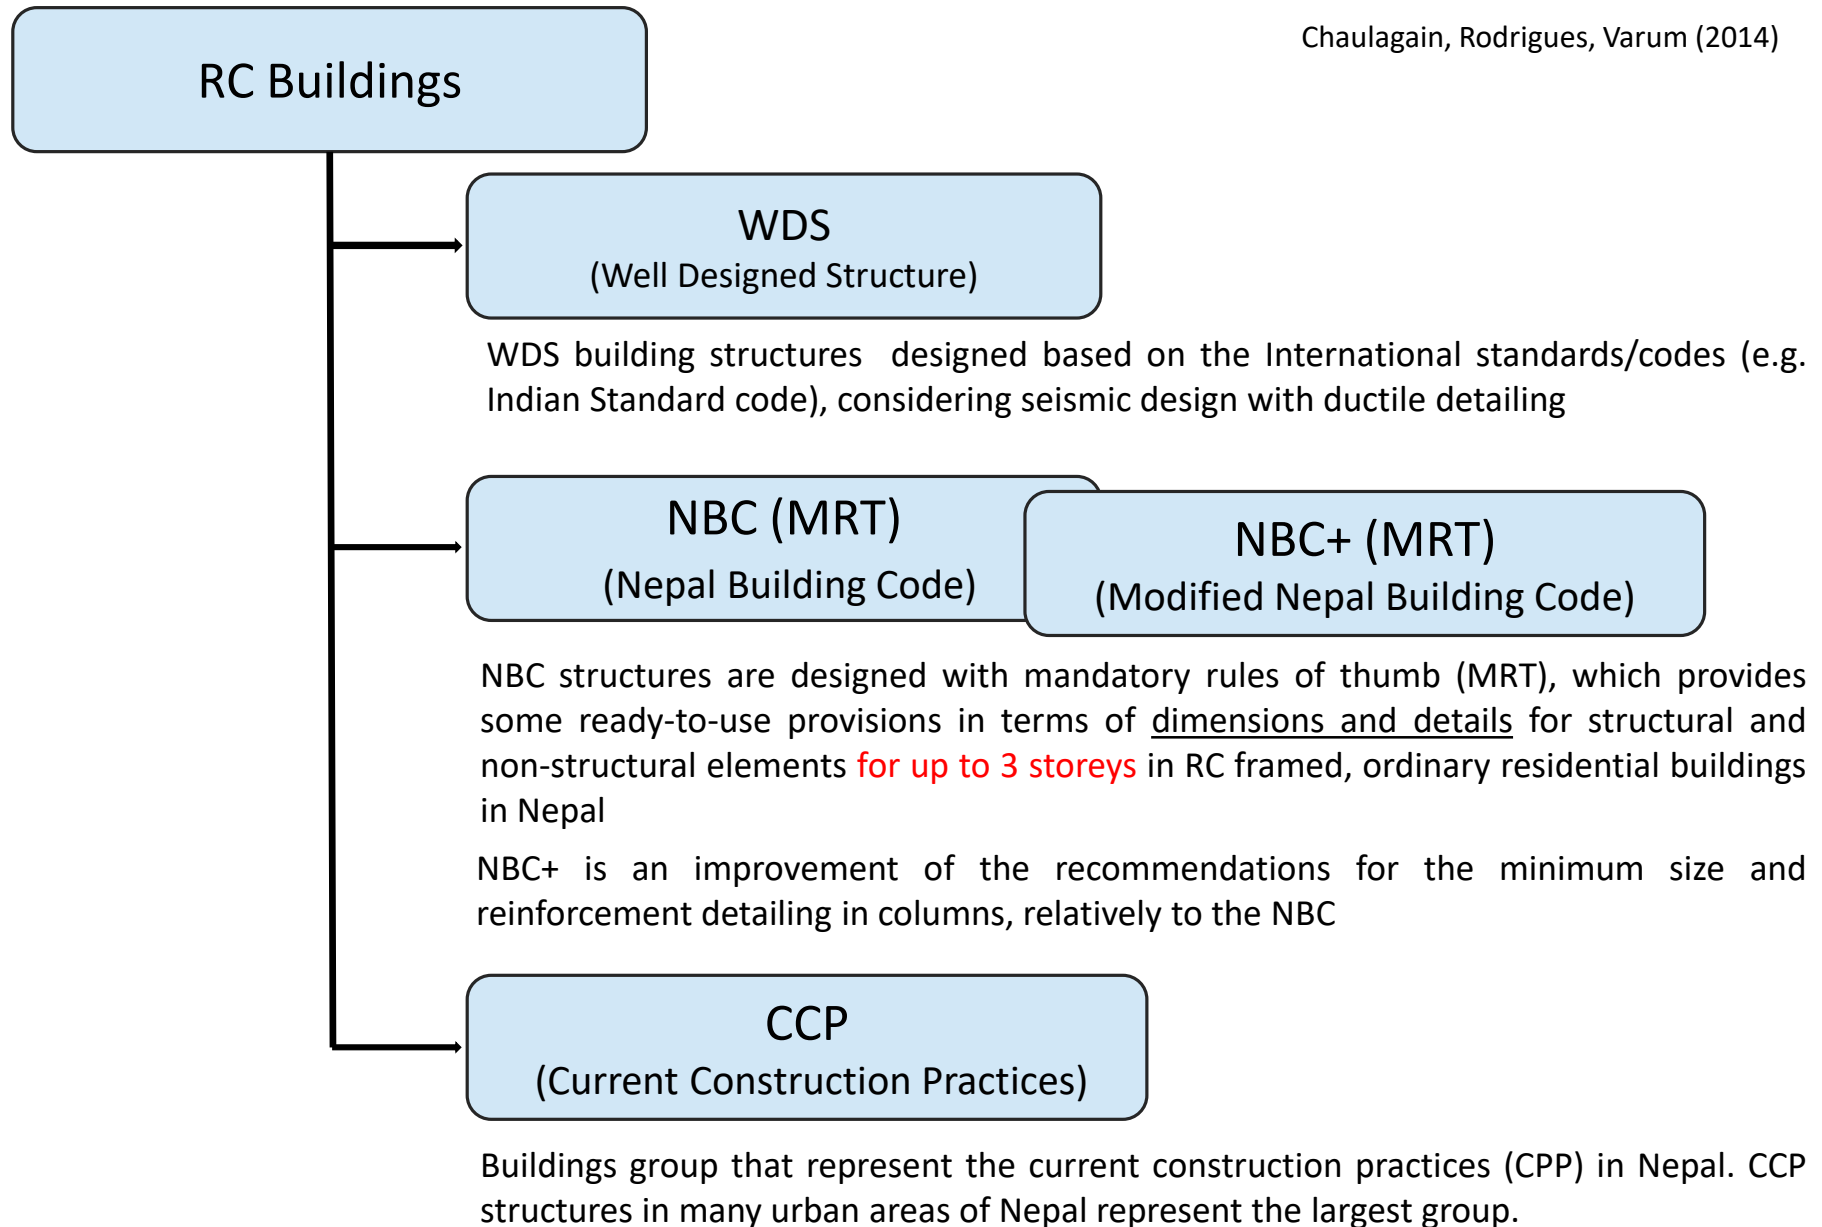 Chaulagain, Rodrigues, Varum (2014)
RC Buildings
WDS
(Well Designed Structure)
WDS building structures designed based on the International standards/codes (e.g.
Indian Standard code), considering seismic design with ductile detailing
NBC (MRT)
(Nepal Building Code)
NBC+ (MRT)
(Modified Nepal Building Code)
NBC structures are designed with mandatory rules of thumb (MRT), which provides
some ready-to-use provisions in terms of dimensions and details for structural and
non-structural elements for up to 3 storeys in RC framed, ordinary residential buildings
in Nepal
NBC+ is an improvement of the recommendations for the minimum size and
reinforcement detailing in columns, relatively to the NBC
CCP
(Current Construction Practices)
Buildings group that represent the current construction practices (CPP) in Nepal. CCP
structures in many urban areas of Nepal represent the largest group.